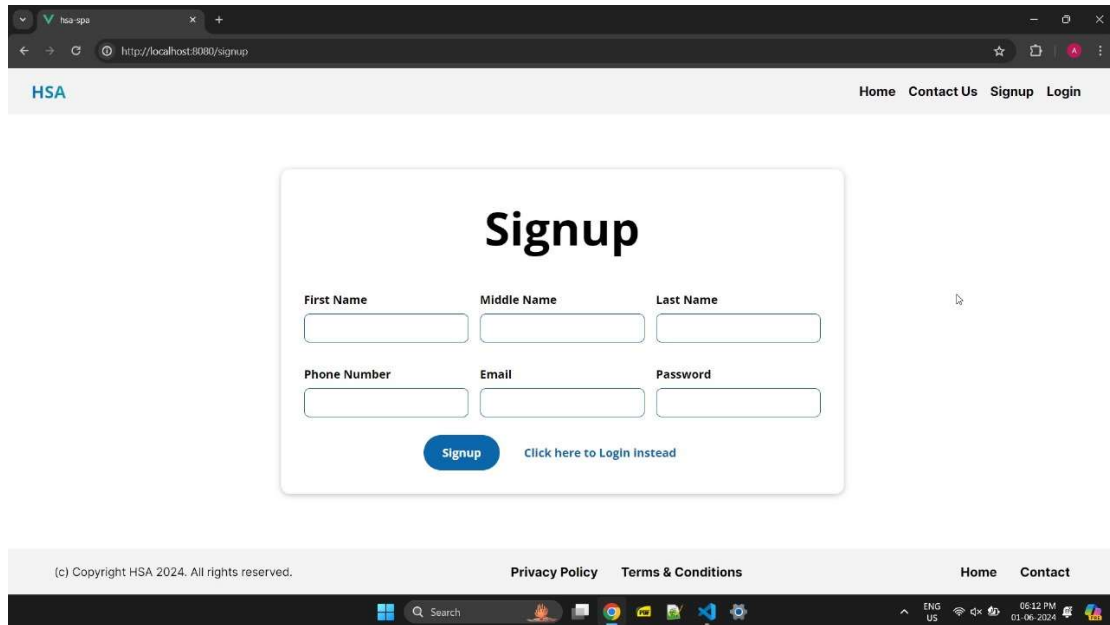 hsa-spa
http://localhost:8080/signup
A
HSA
Home Contact Us Signup Login
Signup
First Name Middle Name Last Name
Phone Number Email Password
Signup Click here to Login instead
(c) Copyright HSA 2024. All rights reserved. Privacy Policy Terms & Conditions Home Contact
Search
ENG
US
06:12 PM
01-06-2024